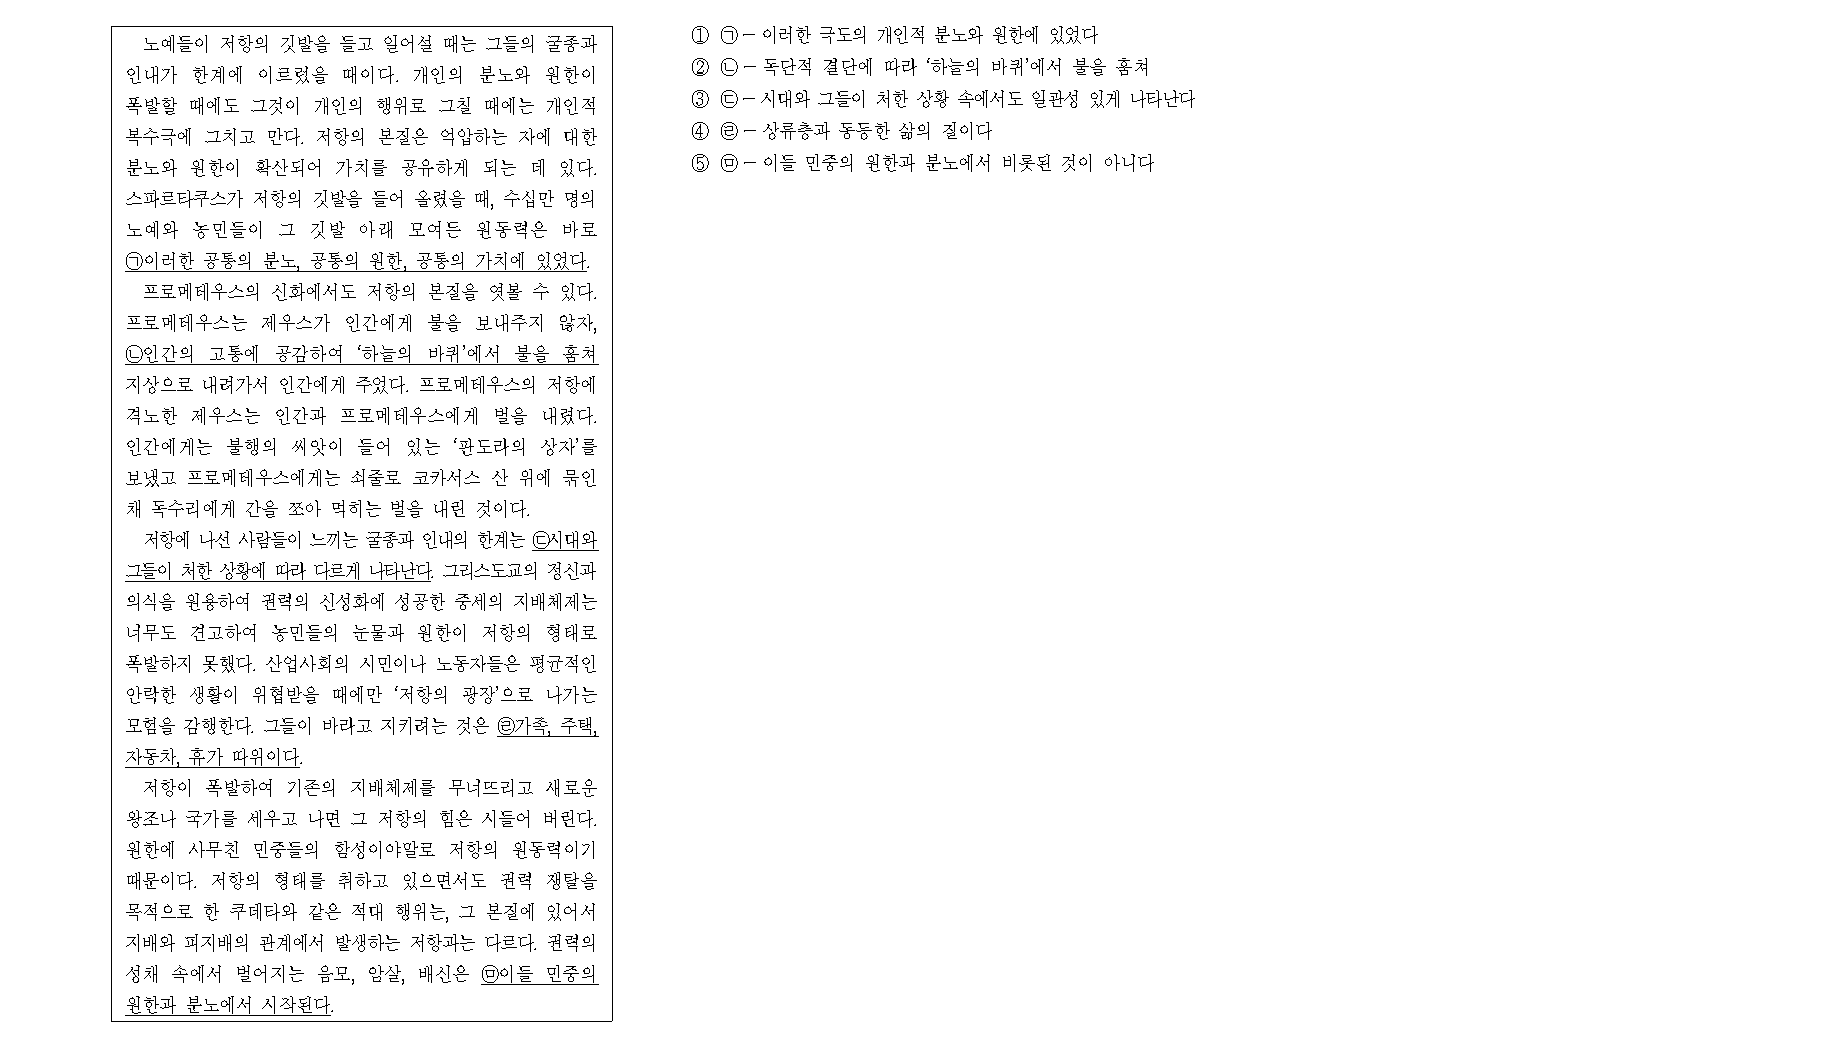 노예들이 저항의 깃발을 들고 일어설 때는 그들의 굴종과
인내가 한계에 이르렀을 때이다. 개인의 분노와 원한이
폭발할 때에도 그것이 개인의 행위로 그칠 때에는 개인적
복수극에 그치고 만다. 저항의 본질은 억압하는 자에 대한
분노와 원한이 확산되어 가치를 공유하게 되는 데 있다.
스파르타쿠스가 저항의 깃발을 들어 올렸을 때, 수십만 명의
노예와 농민들이 그 깃발 아래 모여든 원동력은 바로
㉠이러한 공통의 분노, 공통의 원한, 공통의 가치에 있었다.
프로메테우스의 신화에서도 저항의 본질을 엿볼 수 있다.
프로메테우스는 제우스가 인간에게 불을 보내주지 않자,
㉡인간의 고통에 공감하여 ‘하늘의 바퀴’에서 불을 훔쳐
지상으로 내려가서 인간에게 주었다. 프로메테우스의 저항에
격노한 제우스는 인간과 프로메테우스에게 벌을 내렸다.
인간에게는 불행의 씨앗이 들어 있는 ‘판도라의 상자’를
보냈고 프로메테우스에게는 쇠줄로 코카서스 산 위에 묶인
채 독수리에게 간을 쪼아 먹히는 벌을 내린 것이다.
저항에 나선 사람들이 느끼는 굴종과 인내의 한계는 ㉢시대와
그들이 처한 상황에 따라 다르게 나타난다. 그리스도교의 정신과
의식을 원용하여 권력의 신성화에 성공한 중세의 지배체제는
너무도 견고하여 농민들의 눈물과 원한이 저항의 형태로
폭발하지 못했다. 산업사회의 시민이나 노동자들은 평균적인
안락한 생활이 위협받을 때에만 ‘저항의 광장’으로 나가는
모험을 감행한다. 그들이 바라고 지키려는 것은 ㉣가족, 주택,
자동차, 휴가 따위이다.
저항이 폭발하여 기존의 지배체제를 무너뜨리고 새로운
왕조나 국가를 세우고 나면 그 저항의 힘은 시들어 버린다.
원한에 사무친 민중들의 함성이야말로 저항의 원동력이기
때문이다. 저항의 형태를 취하고 있으면서도 권력 쟁탈을
목적으로 한 쿠데타와 같은 적대 행위는, 그 본질에 있어서
지배와 피지배의 관계에서 발생하는 저항과는 다르다. 권력의
성채 속에서 벌어지는 음모, 암살, 배신은 ㉤이들 민중의
원한과 분노에서 시작된다.
① ㉠－이러한 극도의 개인적 분노와 원한에 있었다
② ㉡－독단적 결단에 따라 ‘하늘의 바퀴’에서 불을 훔쳐
③ ㉢－시대와 그들이 처한 상황 속에서도 일관성 있게 나타난다
④ ㉣－상류층과 동등한 삶의 질이다
⑤ ㉤－이들 민중의 원한과 분노에서 비롯된 것이 아니다